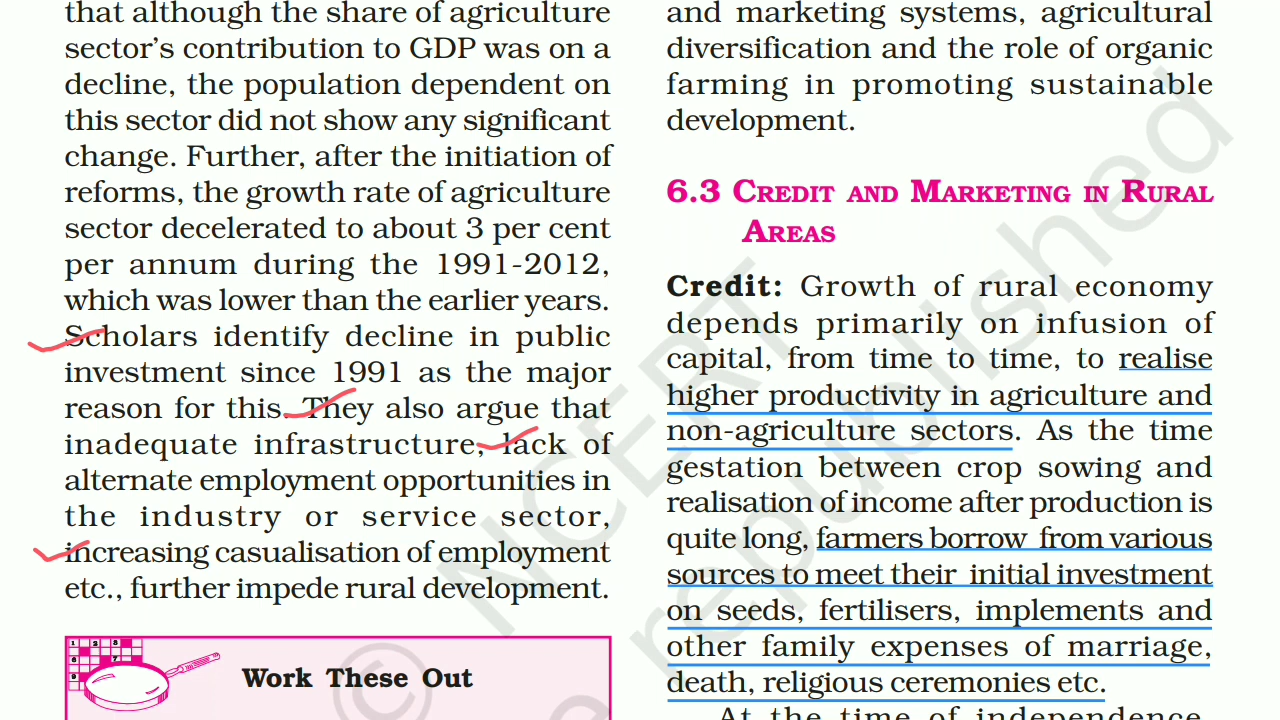 that although the share of agriculture
sector's contribution to GDP was on a
decline, the population dependent on
this sector did not show any significant
change. Further, after the initiation of
reforms, the growth rate of agriculture
sector decelerated to about 3 per cent
per annum during the 1991-2012,
which was lower than the earlier years.
Scholars identify decline in public
investment since 1991 as the major
reason for this. They also argue that
inadequate infrastructure, lack of
alternate employment opportunities in
the industry or service sector,
increasing casualisation of employment
etc., further impede rural development.
Work These Out
and marketing systems, agricultural
diversification and the role of organic
farming in promoting sustainable
development.
6.3 CREDIT AND MARKETING IN RURAL
AREAS
Credit: Growth of rural economy
depends primarily on infusion of
capital, from time to time, to realise
higher productivity in agriculture and
non-agriculture sectors. As the time
gestation between crop sowing and
realisation of income after production is
quite long, farmers borrow from various
sources to meet their initial investment
on seeds, fertilisers, implements and
other family expenses of marriage,
death, religious ceremonies etc.
At the time of independence,
© NCERT
republished